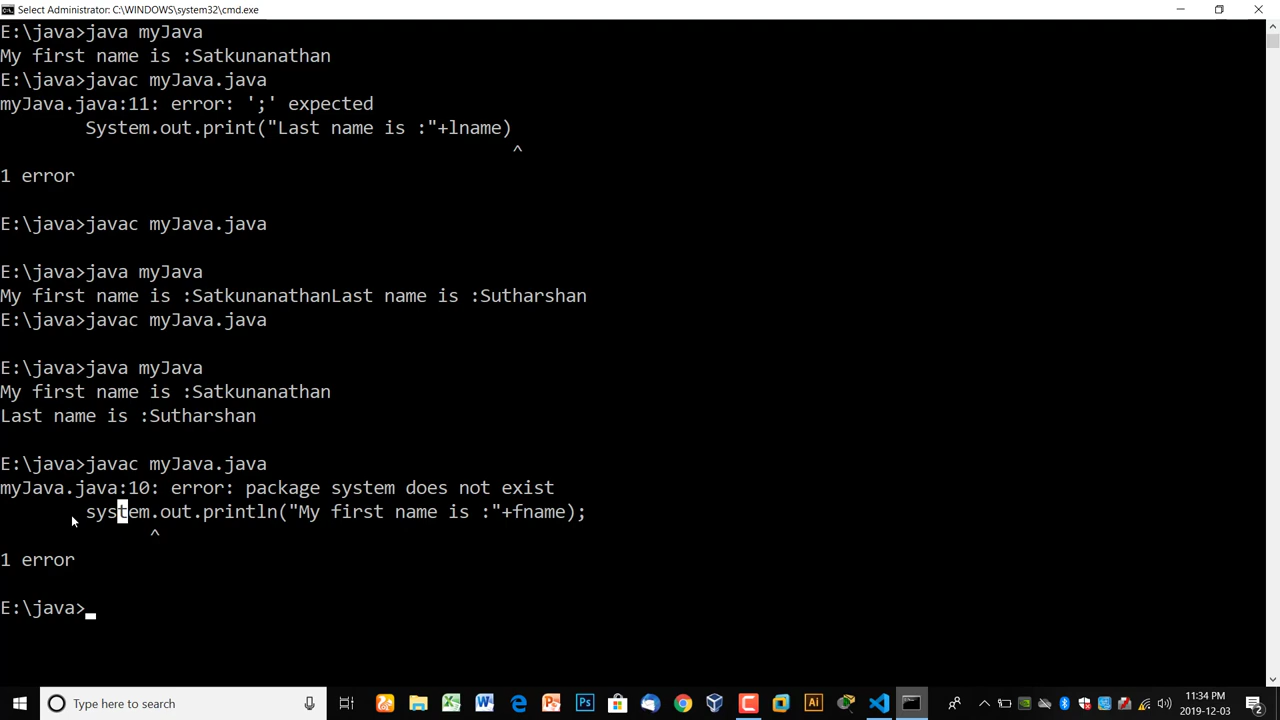 Select Administrator: C:\WINDOWS\system32\cmd.exe
E:\java>java myJava
My first name is :Satkunanathan
E:\java>javac myJava.java
myJava.java:11: error: ';' expected
System.out.print("Last name is :"+lname)
^
1 error
E:\java>javac myJava.java
E:\java>java myJava
My first name is :SatkunanathanLast name is :Sutharshan
E:\java>javac myJava.java
E:\java>java myJava
My first name is :Satkunanathan
Last name is :Sutharshan
E:\java>javac myJava.java
myJava.java:10: error: package system does not exist
system.out.println("My first name is :"+fname);
^
1 error
E:\java>
Type here to search
11:34 PM
2019-12-03